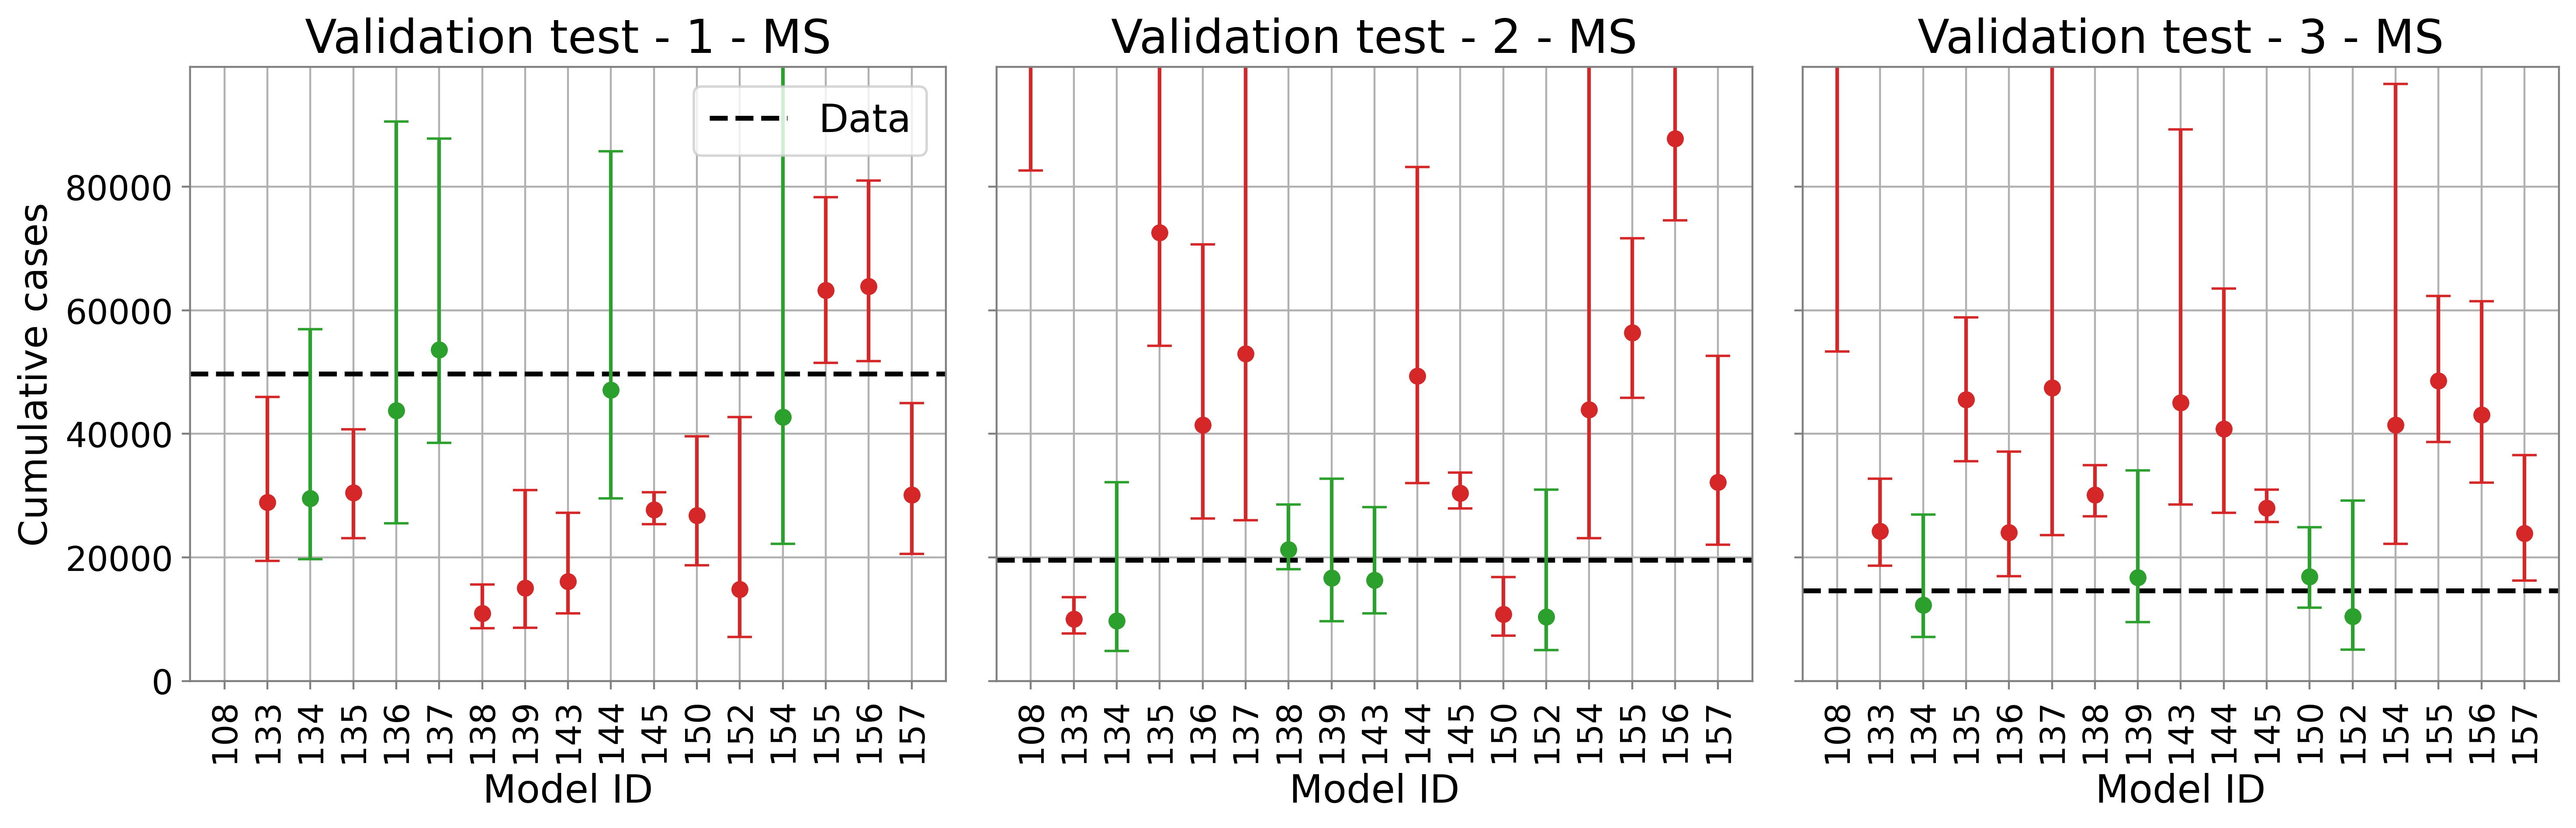 Validation test - 1 - MS
Validation test - 2 - MS
Validation test - 3 - MS
Data
Cumulative cases
80000
60000
40000
20000
0
108 133 134 135 136 137 138 139 143 144 145 150 152 154 155 156 157
108 133 134 135 136 137 138 139 143 144 145 150 152 154 155 156 157
108 133 134 135 136 137 138 139 143 144 145 150 152 154 155 156 157
Model ID
Model ID
Model ID